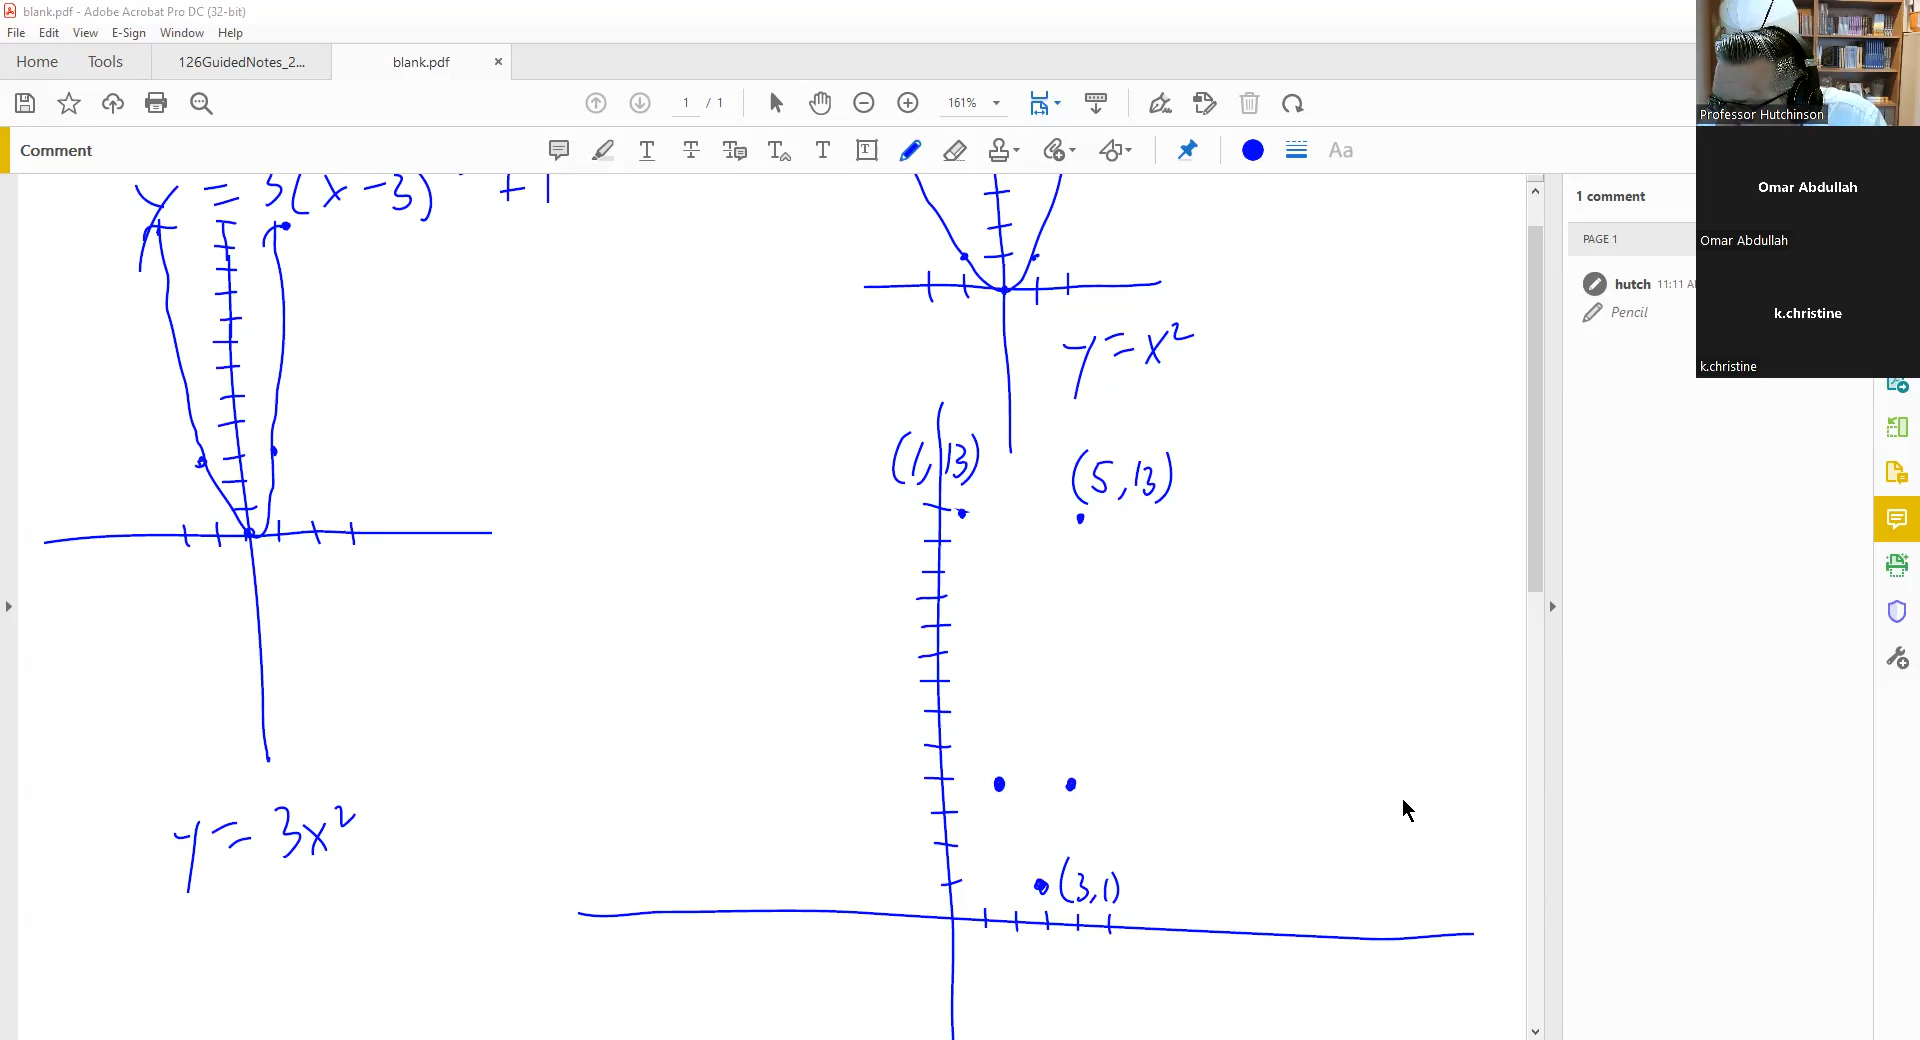 blank.pdf - Adobe Acrobat Pro DC (32-bit)
File Edit View E-Sign Window Help
Home Tools 126GuidedNotes_2... blank.pdf ×
1 / 1 161%
Comment
T T T T T T Aa
y = 3(x-3) +1
y=x²
(1,13)
(5,13)
(3,1)
y= 3x²
1 comment
PAGE 1
hutch 11:11 A
Pencil
Professor Hutchinson
Omar Abdullah
Omar Abdullah
k.christine
k.christine